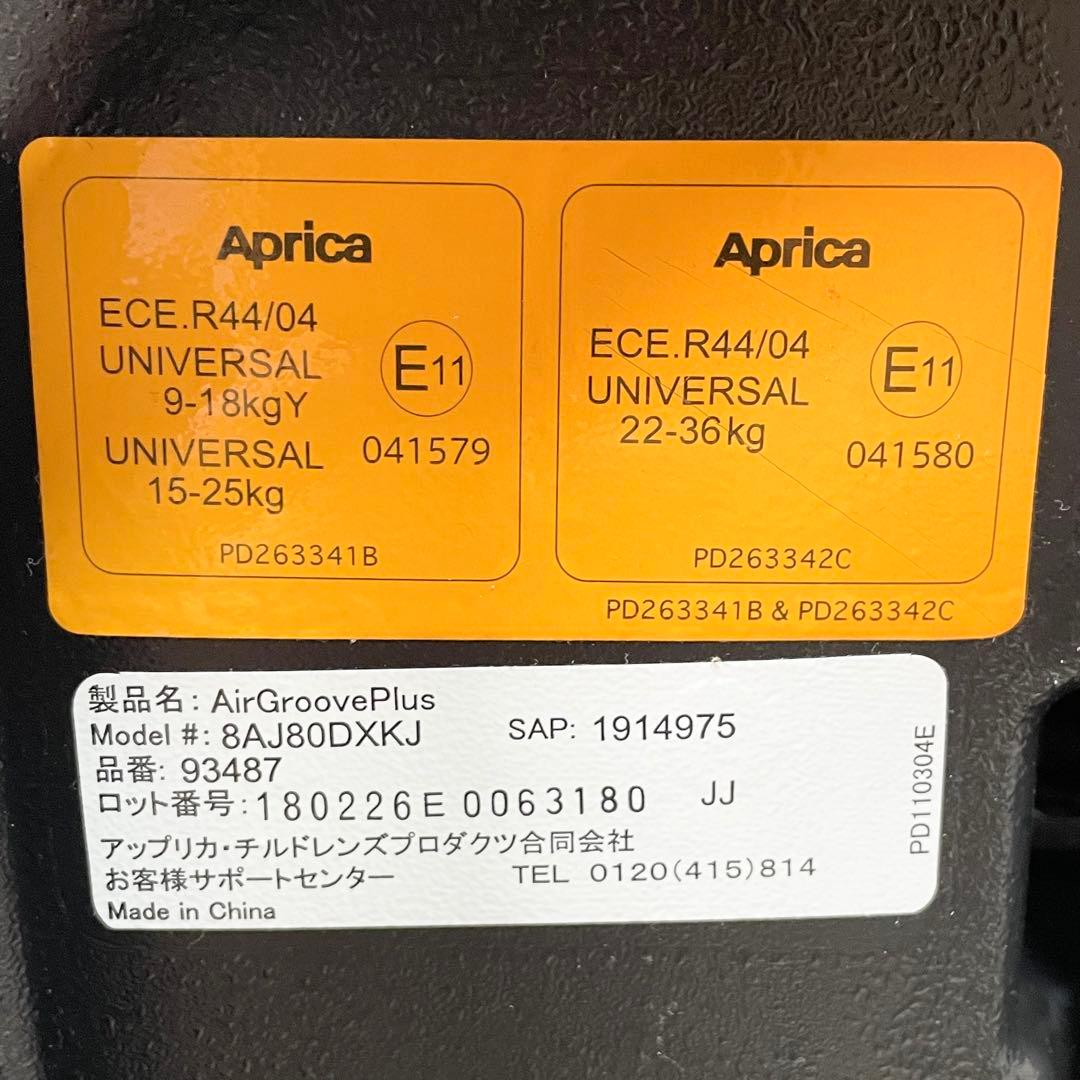 Aprica
ECE.R44/04
UNIVERSAL
9-18kgY
UNIVERSAL
15-25kg
E11
041579
PD263341B
Aprica
ECE.R44/04
UNIVERSAL
22-36kg
E11
041580
PD263342C
PD263341B & PD263342C
製品名: AirGroovePlus
Model #: 8AJ80DXKJ SAP: 1914975
品番: 93487
ロット番号: 180226E 0063180 JJ
アップリカ・チルドレンズプロダクツ合同会社
お客様サポートセンター TEL 0120(415)814
Made in China
PD110304E